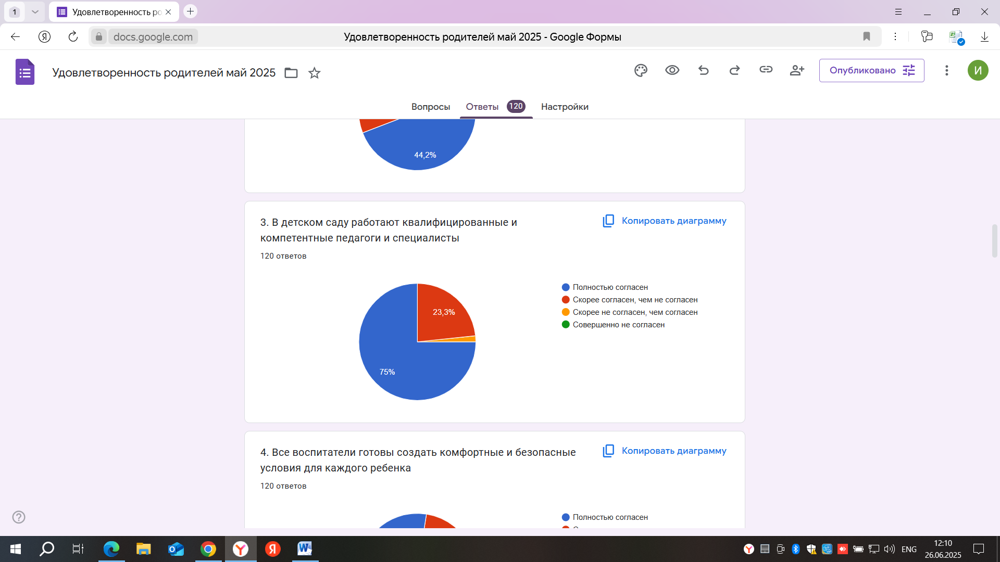 1
Удовлетворенность ро
docs.google.com
Удовлетворенность родителей май 2025 - Google Формы
Удовлетворенность родителей май 2025
Опубликовано
И
Вопросы
Ответы 120
Настройки
44,2%
3. В детском саду работают квалифицированные и
компетентные педагоги и специалисты
Копировать диаграмму
120 ответов
23,3%
75%
Полностью согласен
Скорее согласен, чем не согласен
Скорее не согласен, чем согласен
Совершенно не согласен
4. Все воспитатели готовы создать комфортные и безопасные
условия для каждого ребенка
Копировать диаграмму
120 ответов
Полностью согласен
ENG
12:10
26.06.2025